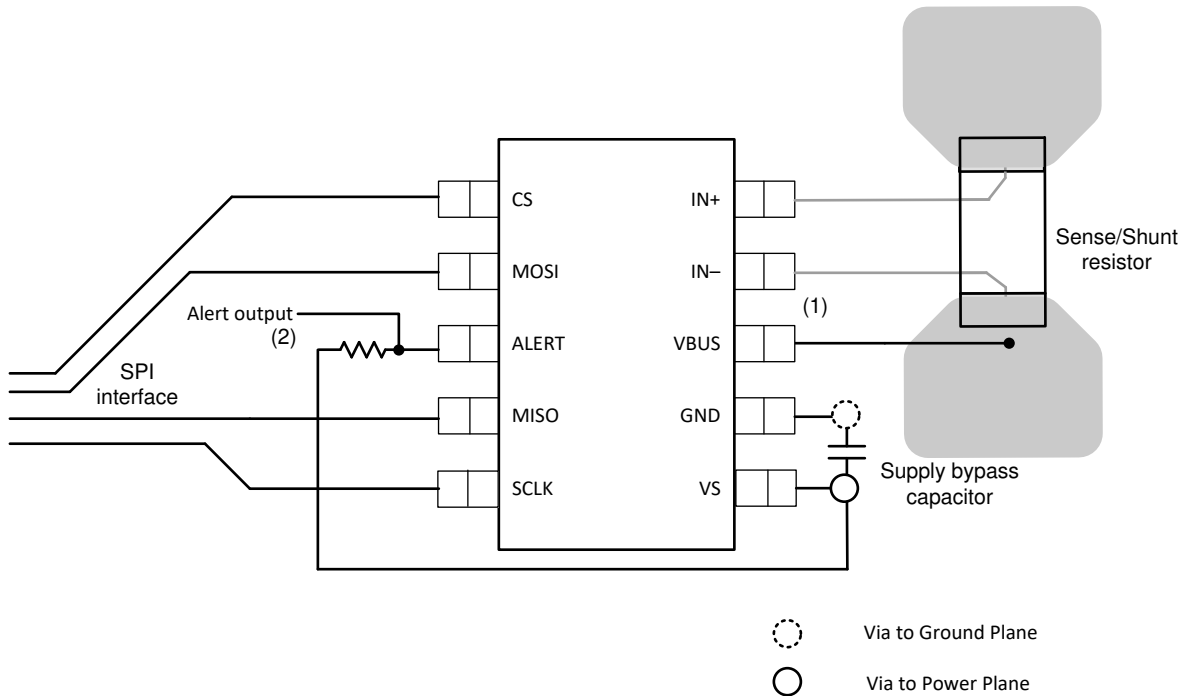 CS
MOSI
ALERT
MISO
SCLK
IN+
IN–
VBUS
GND
VS
Alert output
(2)
(1)
SPI
interface
Sense/Shunt
resistor
Supply bypass
capacitor
Via to Ground Plane
Via to Power Plane